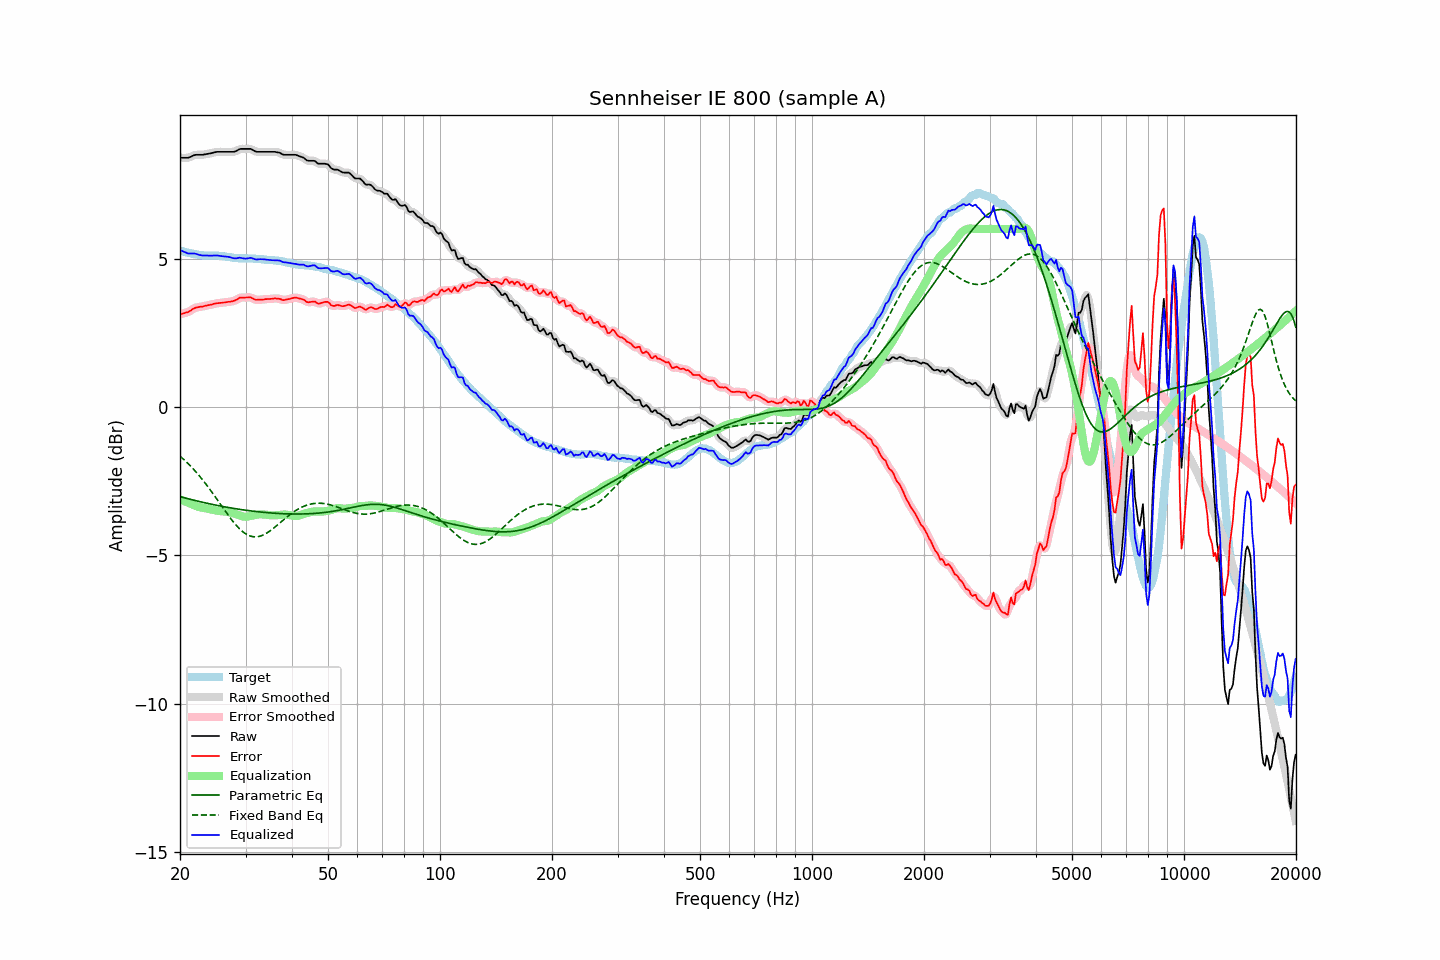 Sennheiser IE 800 (sample A)
Amplitude (dBr)
5
0
−5
−10
−15
Target
Raw Smoothed
Error Smoothed
Raw
Error
Equalization
Parametric Eq
Fixed Band Eq
Equalized
20 50 100 200 500 1000 2000 5000 10000 20000
Frequency (Hz)